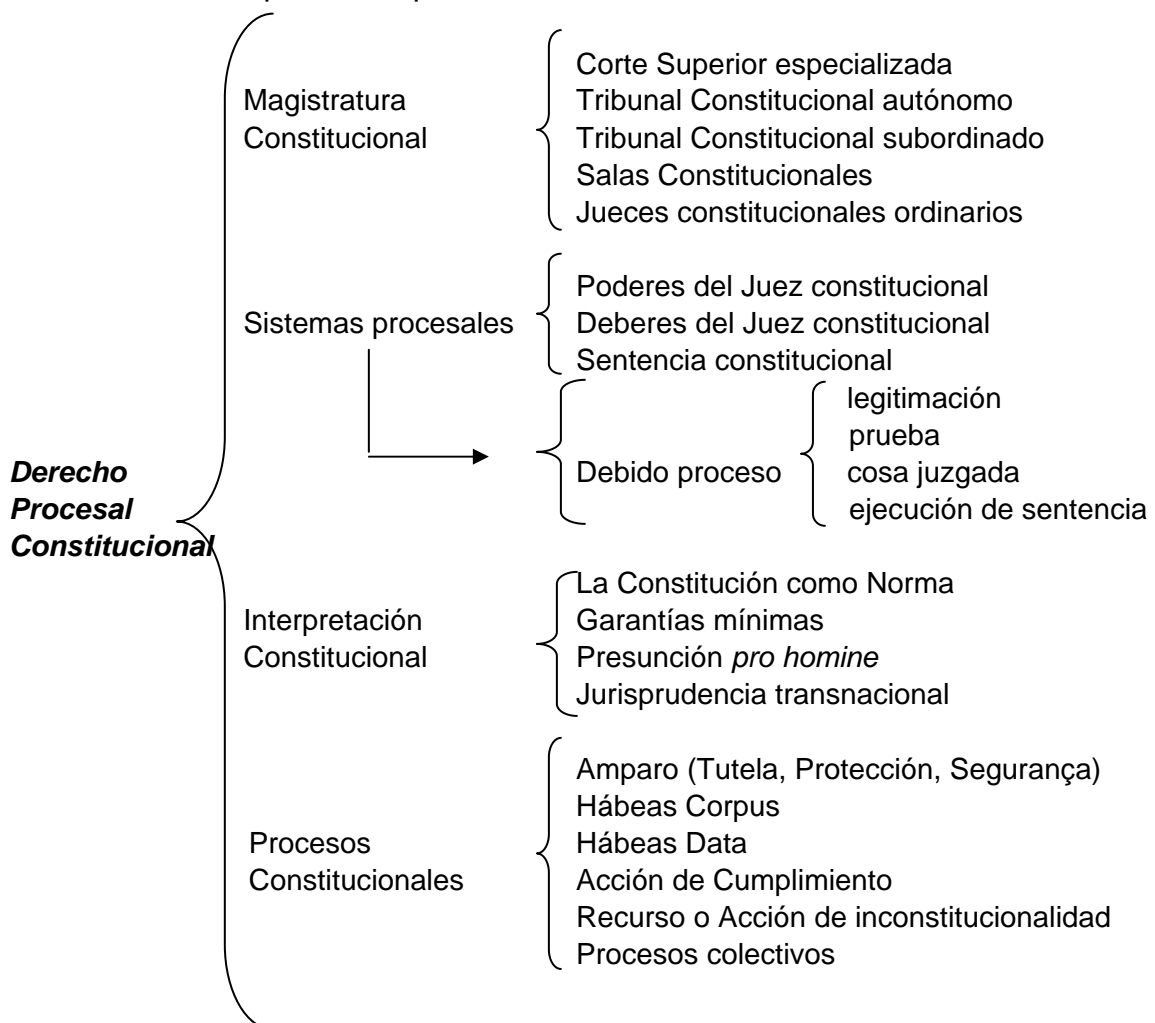 Magistratura
Constitucional
Corte Superior especializada
Tribunal Constitucional autónomo
Tribunal Constitucional subordinado
Salas Constitucionales
Jueces constitucionales ordinarios
Sistemas procesales
Poderes del Juez constitucional
Deberes del Juez constitucional
Sentencia constitucional
Debido proceso
legitimación
prueba
cosa juzgada
ejecución de sentencia
Derecho
Procesal
Constitucional
Interpretación
Constitucional
La Constitución como Norma
Garantías mínimas
Presunción pro homine
Jurisprudencia transnacional
Procesos
Constitucionales
Amparo (Tutela, Protección, Segurança)
Hábeas Corpus
Hábeas Data
Acción de Cumplimiento
Recurso o Acción de inconstitucionalidad
Procesos colectivos